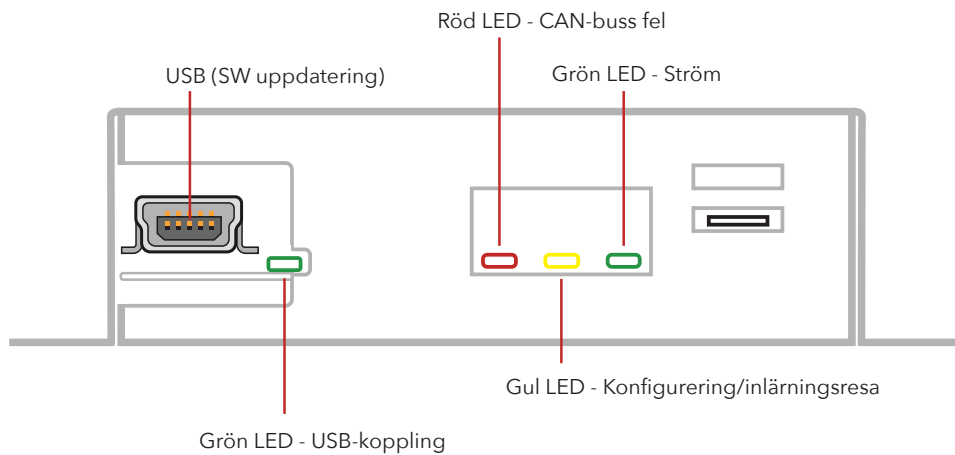 Röd LED - CAN-buss fel
USB (SW uppdatering)
Grön LED - Ström
Gul LED - Konfigurering/inlärningsresa
Grön LED - USB-koppling